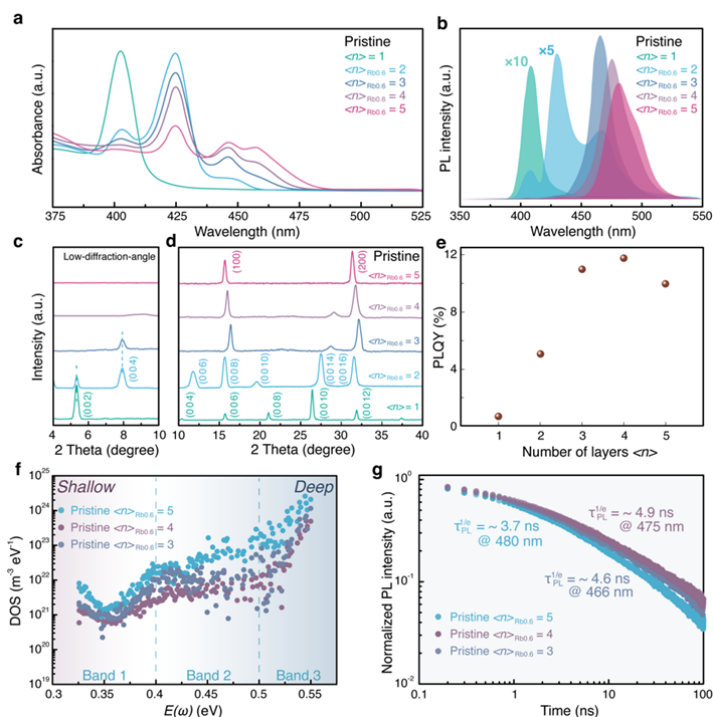 a
Absorbance (a.u.)
Pristine
<n> = 1
<n>Rb0.6 = 2
<n>Rb0.6 = 3
<n>Rb0.6 = 4
<n>Rb0.6 = 5
375 400 425 450 475 500 525
Wavelength (nm)
b
PL intensity (a.u.)
×10
×5
Pristine
<n> = 1
<n>Rb0.6 = 2
<n>Rb0.6 = 3
<n>Rb0.6 = 4
<n>Rb0.6 = 5
350 400 450 500 550
Wavelength (nm)
c
Intensity (a.u.)
Low-diffraction-angle
(004)
(002)
4 6 8 10
2 Theta (degree)
d
Pristine
(100)
(200)
<n>Rb0.6 = 5
<n>Rb0.6 = 4
<n>Rb0.6 = 3
(006)
(008)
(0010)
(0014)
(0016)
<n>Rb0.6 = 2
(004)
(006)
(008)
(0010)
(0012)
<n>= 1
10 15 20 25 30 35 40
2 Theta (degree)
e
PLQY (%)
12
8
4
0
1 2 3 4 5
Number of layers <n>
f
DOS (m⁻³ eV⁻¹)
10²⁵
10²⁴
10²³
10²²
10²¹
10²⁰
10¹⁹
Shallow
Deep
Pristine <n>Rb0.6 = 5
Pristine <n>Rb0.6 = 4
Pristine <n>Rb0.6 = 3
Band 1
Band 2
Band 3
0.3 0.35 0.4 0.45 0.5 0.55
E(ω) (eV)
g
Normalized PL intensity (a.u.)
10⁰
10⁻¹
10⁻²
τ1/ePL = ~ 4.9 ns
@ 475 nm
τ1/ePL = ~ 3.7 ns
@ 480 nm
τ1/ePL = ~ 4.6 ns
@ 466 nm
Pristine <n>Rb0.6 = 5
Pristine <n>Rb0.6 = 4
Pristine <n>Rb0.6 = 3
0.1 1 10 100
Time (ns)